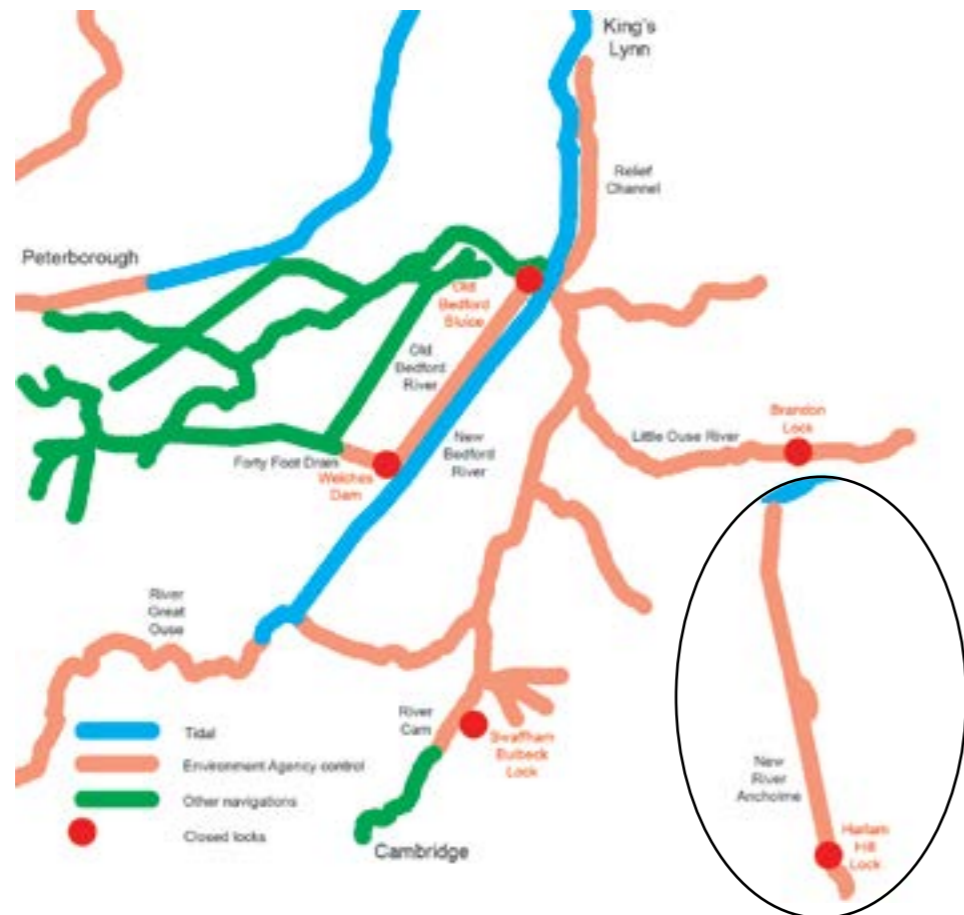 King's
Lynn
Relief
Channel
Peterborough
Old
Bedford
Sluice
Old
Bedford
River
Brandon
Lock
Little Ouse River
New
Bedford
River
Forty Foot Drain
Welches
Dam
River
Great
Ouse
River
Cam
Swaffham
Bulbeck
Lock
New
River
Ancholme
Harlam
Hill
Lock
Tidal
Environment Agency control
Other navigations
Closed locks
Cambridge